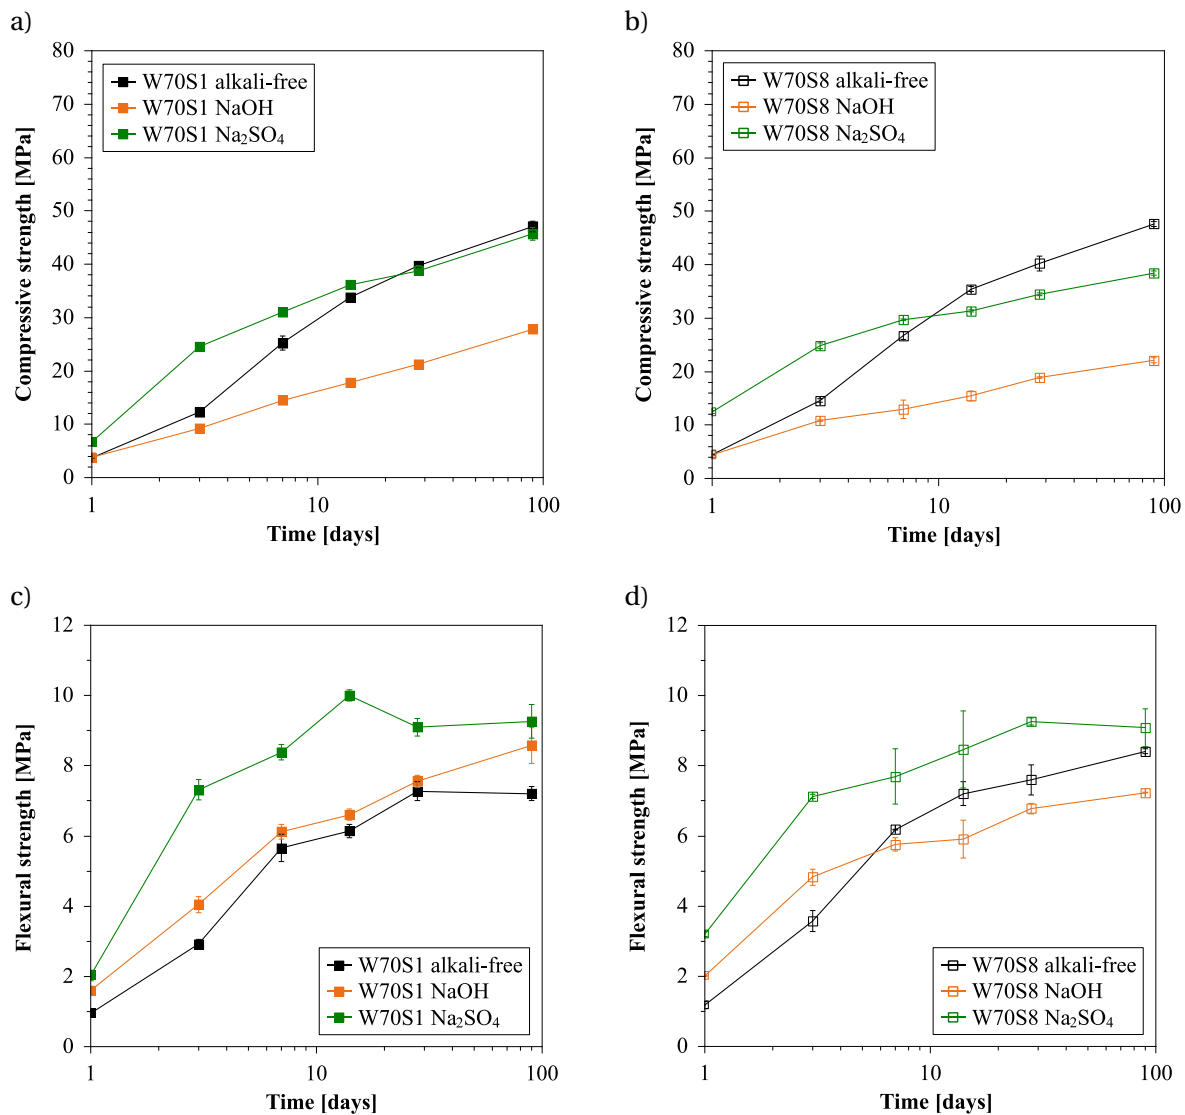 a)
80
70
60
50
40
30
20
10
0
Compressive strength [MPa]
W70S1 alkali-free
W70S1 NaOH
W70S1 Na₂SO₄
1
10
100
Time [days]
b)
80
70
60
50
40
30
20
10
0
Compressive strength [MPa]
W70S8 alkali-free
W70S8 NaOH
W70S8 Na₂SO₄
1
10
100
Time [days]
c)
12
10
8
6
4
2
0
Flexural strength [MPa]
W70S1 alkali-free
W70S1 NaOH
W70S1 Na₂SO₄
1
10
100
Time [days]
d)
12
10
8
6
4
2
0
Flexural strength [MPa]
W70S8 alkali-free
W70S8 NaOH
W70S8 Na₂SO₄
1
10
100
Time [days]